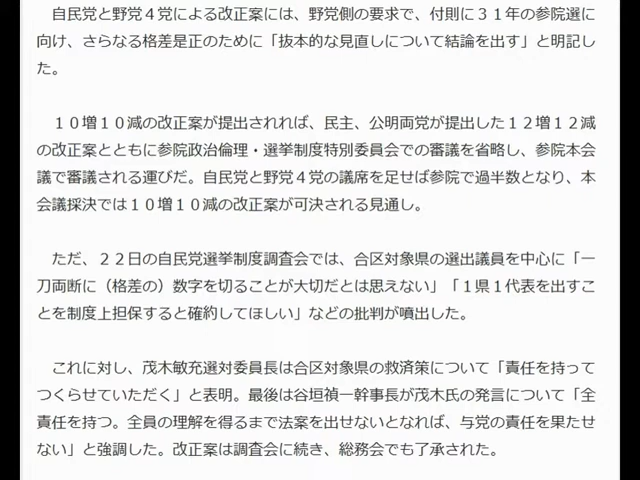 自民党と野党４党による改正案には、野党側の要求で、付則に３１年の参院選に
向け、さらなる格差是正のために「抜本的な見直しについて結論を出す」と明記し
た。
１０増１０減の改正案が提出されれば、民主、公明両党が提出した１２増１２減
の改正案とともに参院政治倫理・選挙制度特別委員会での審議を省略し、参院本会
議で審議される運びだ。自民党と野党４党の議席を足せば参院で過半数となり、本
会議採決では１０増１０減の改正案が可決される見通し。
ただ、２２日の自民党選挙制度調査会では、合区対象県の選出議員を中心に「一
刀両断に（格差の）数字を切ることが大切だとは思えない」「１県１代表を出すこ
とを制度上担保すると確約してほしい」などの批判が噴出した。
これに対し、茂木敏充選対委員長は合区対象県の救済策について「責任を持って
つくらせていただく」と表明。最後は谷垣禎一幹事長が茂木氏の発言について「全
責任を持つ。全員の理解を得るまで法案を出せないとなれば、与党の責任を果たせ
ない」と強調した。改正案は調査会に続き、総務会でも了承された。